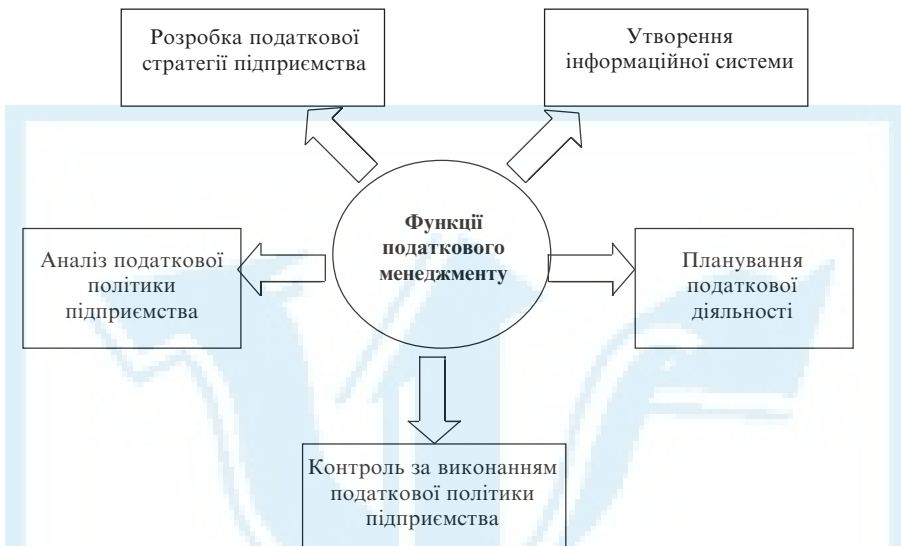 Розробка податкової
стратегії підприємства
Утворення
інформаційної системи
Функції
податкового
менеджменту
Аналіз податкової
політики
підприємства
Планування
податкової
діяльності
Контроль за виконанням
податкової політики
підприємства